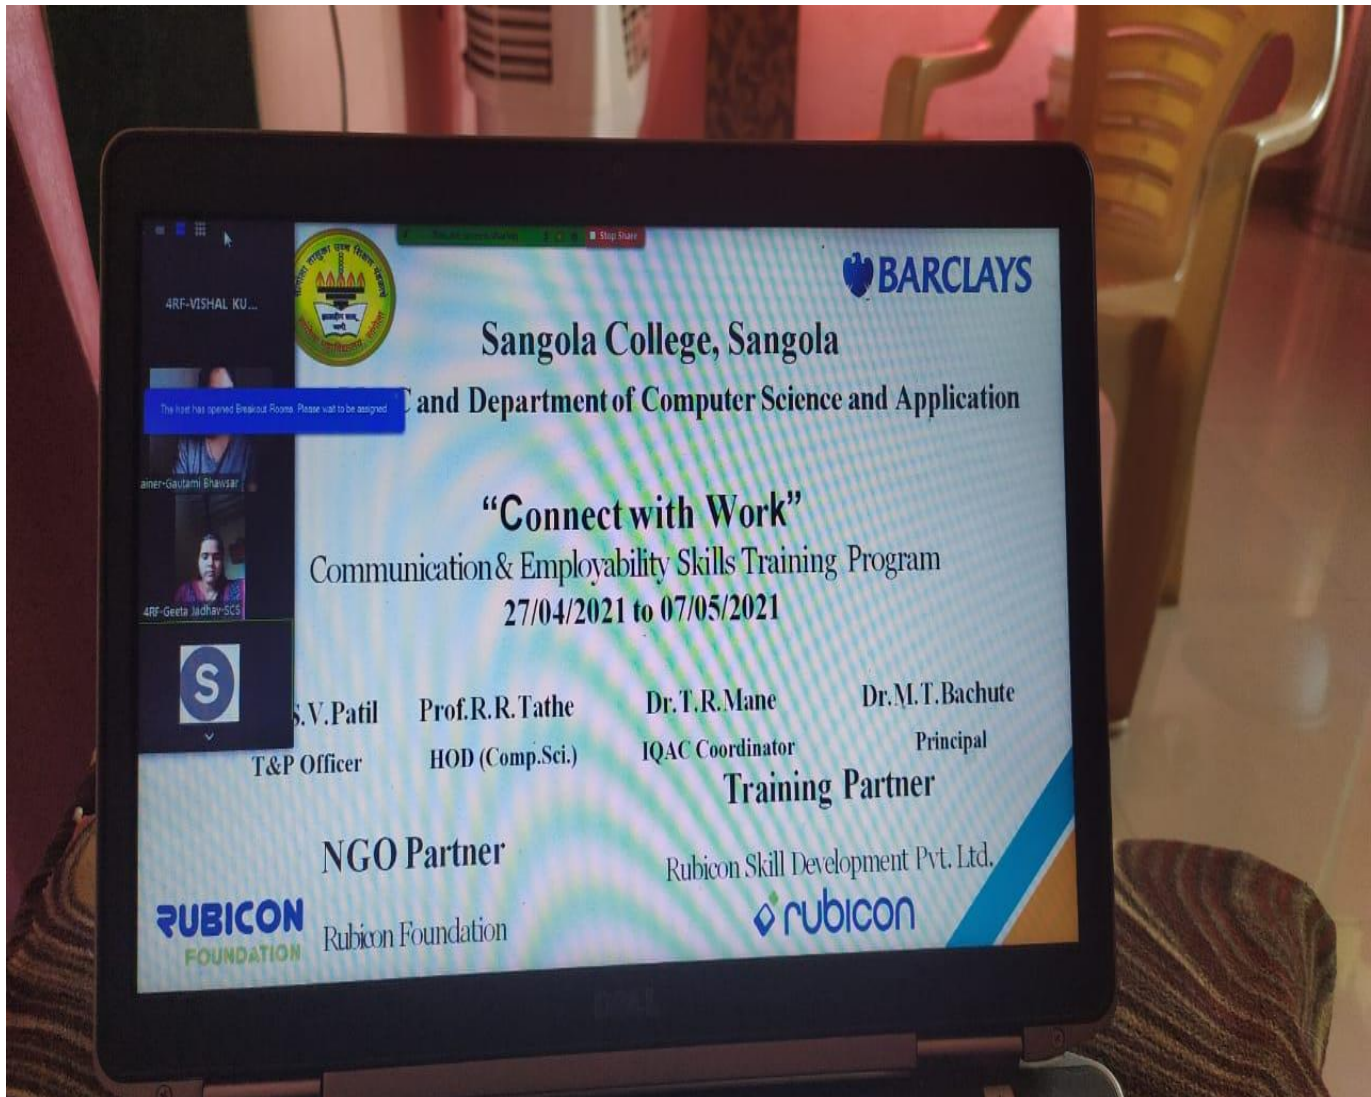 Stop Share
BARCLAYS
4RF-VISHAL KU...
Sangola College, Sangola
The host has opened Breakout Rooms. Please wait to be assigned.
and Department of Computer Science and Application
ainer-Gautami Bhawsar
"Connect with Work"
Communication & Employability Skills Training Program
27/04/2021 to 07/05/2021
4RF-Geeta Jadhav-SCS
S
S.V.Patil Prof.R.R.Tathe Dr.T.R.Mane Dr.M.T.Bachute
T&P Officer HOD (Comp.Sci.) IQAC Coordinator Principal
Training Partner
NGO Partner
Rubicon Skill Development Pvt. Ltd.
RUBICON
FOUNDATION
Rubicon Foundation
rubicon